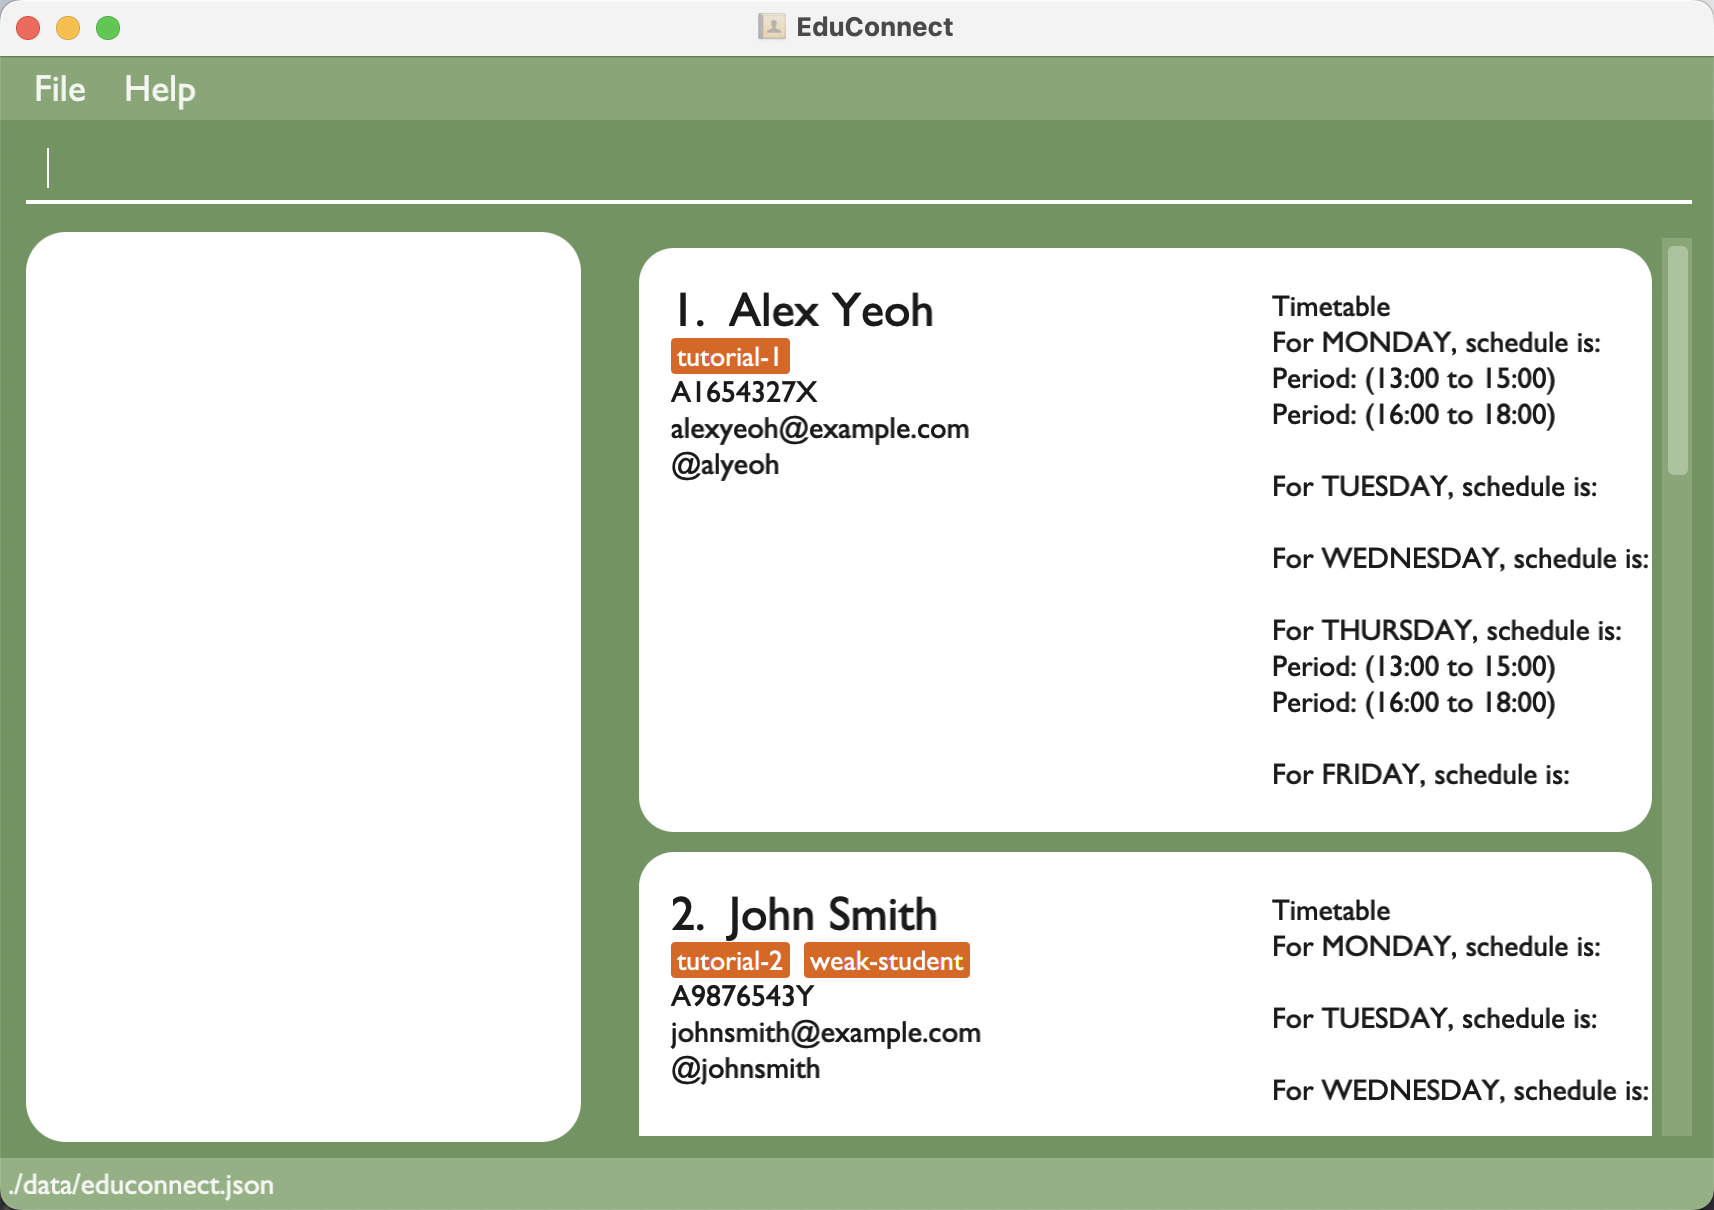 EduConnect
File Help
1. Alex Yeoh
tutorial-1
A1654327X
alexyeoh@example.com
@alyeoh
Timetable
For MONDAY, schedule is:
Period: (13:00 to 15:00)
Period: (16:00 to 18:00)
For TUESDAY, schedule is:
For WEDNESDAY, schedule is:
For THURSDAY, schedule is:
Period: (13:00 to 15:00)
Period: (16:00 to 18:00)
For FRIDAY, schedule is:
2. John Smith
tutorial-2 weak-student
A9876543Y
johnsmith@example.com
@johnsmith
Timetable
For MONDAY, schedule is:
For TUESDAY, schedule is:
For WEDNESDAY, schedule is:
./data/educonnect.json